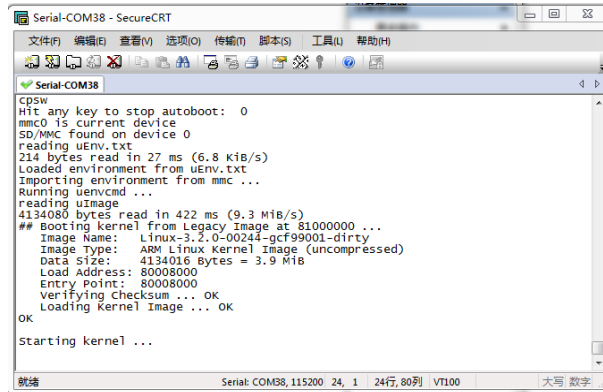 Serial-COM38 - SecureCRT
文件(F) 编辑(E) 查看(V) 选项(O) 传输(T) 脚本(S) 工具(L) 帮助(H)
Serial-COM38
cpsw
Hit any key to stop autoboot:  0
mmc0 is current device
SD/MMC found on device 0
reading uEnv.txt
214 bytes read in 27 ms (6.8 KiB/s)
Loaded environment from uEnv.txt
Importing environment from mmc ...
Running uenvcmd ...
reading uImage
4134080 bytes read in 422 ms (9.3 MiB/s)
## Booting kernel from Legacy Image at 81000000 ...
   Image Name:   Linux-3.2.0-00244-gcf99001-dirty
   Image Type:   ARM Linux Kernel Image (uncompressed)
   Data Size:    4134016 Bytes = 3.9 MiB
   Load Address: 80008000
   Entry Point:  80008000
   Verifying Checksum ... OK
   Loading Kernel Image ... OK
OK
Starting kernel ...
就绪 Serial: COM38, 115200 24, 1 24行, 80列 VT100 大写 数字